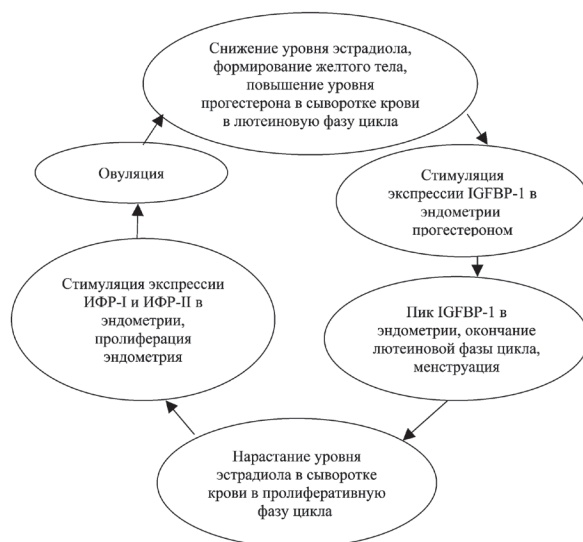 Снижение уровня эстрадиола,
формирование желтого тела,
повышение уровня
прогестерона в сыворотке крови
в лютеиновую фазу цикла
Овуляция
Стимуляция
экспрессии IGFBP-1 в
эндометрии
прогестероном
Стимуляция экспрессии
ИФР-I и ИФР-II в
эндометрии,
пролиферация
эндометрия
Пик IGFBP-1 в
эндометрии, окончание
лютеиновой фазы цикла,
менструация
Нарастание уровня
эстрадиола в сыворотке
крови в пролиферативную
фазу цикла